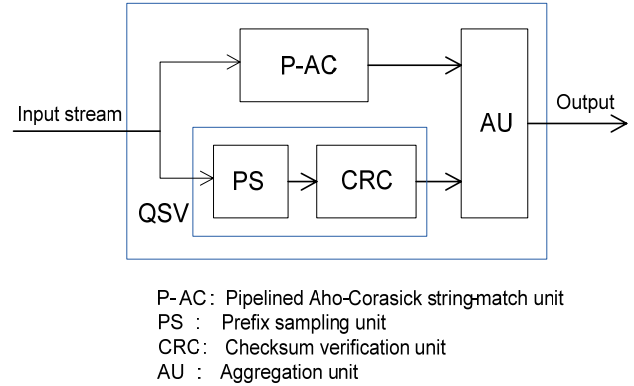 P-AC
Input stream
Output
AU
PS
CRC
QSV
P-AC: Pipelined Aho-Corasick string-match unit
PS : Prefix sampling unit
CRC: Checksum verification unit
AU : Aggregation unit